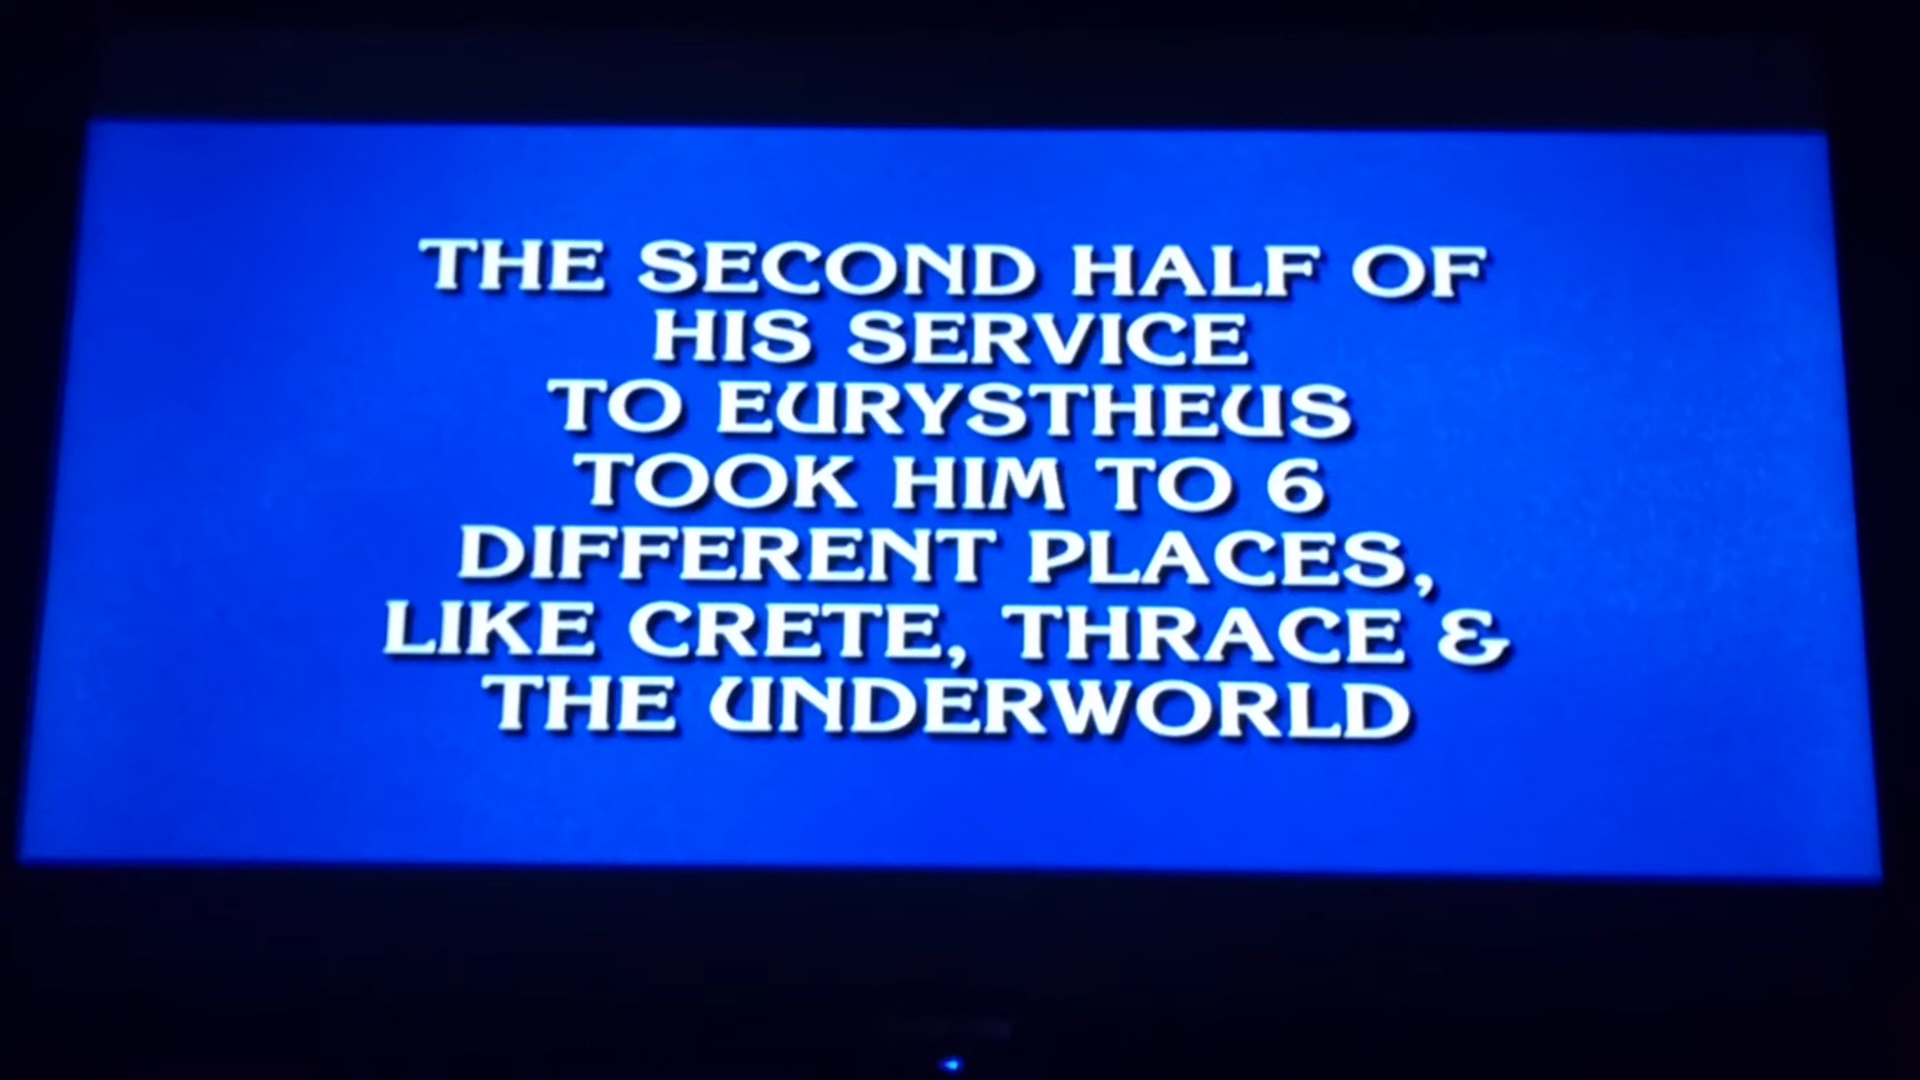 THE SECOND HALF OF
HIS SERVICE
TO EURYSTHEUS
TOOK HIM TO 6
DIFFERENT PLACES,
LIKE CRETE, THRACE &
THE UNDERWORLD